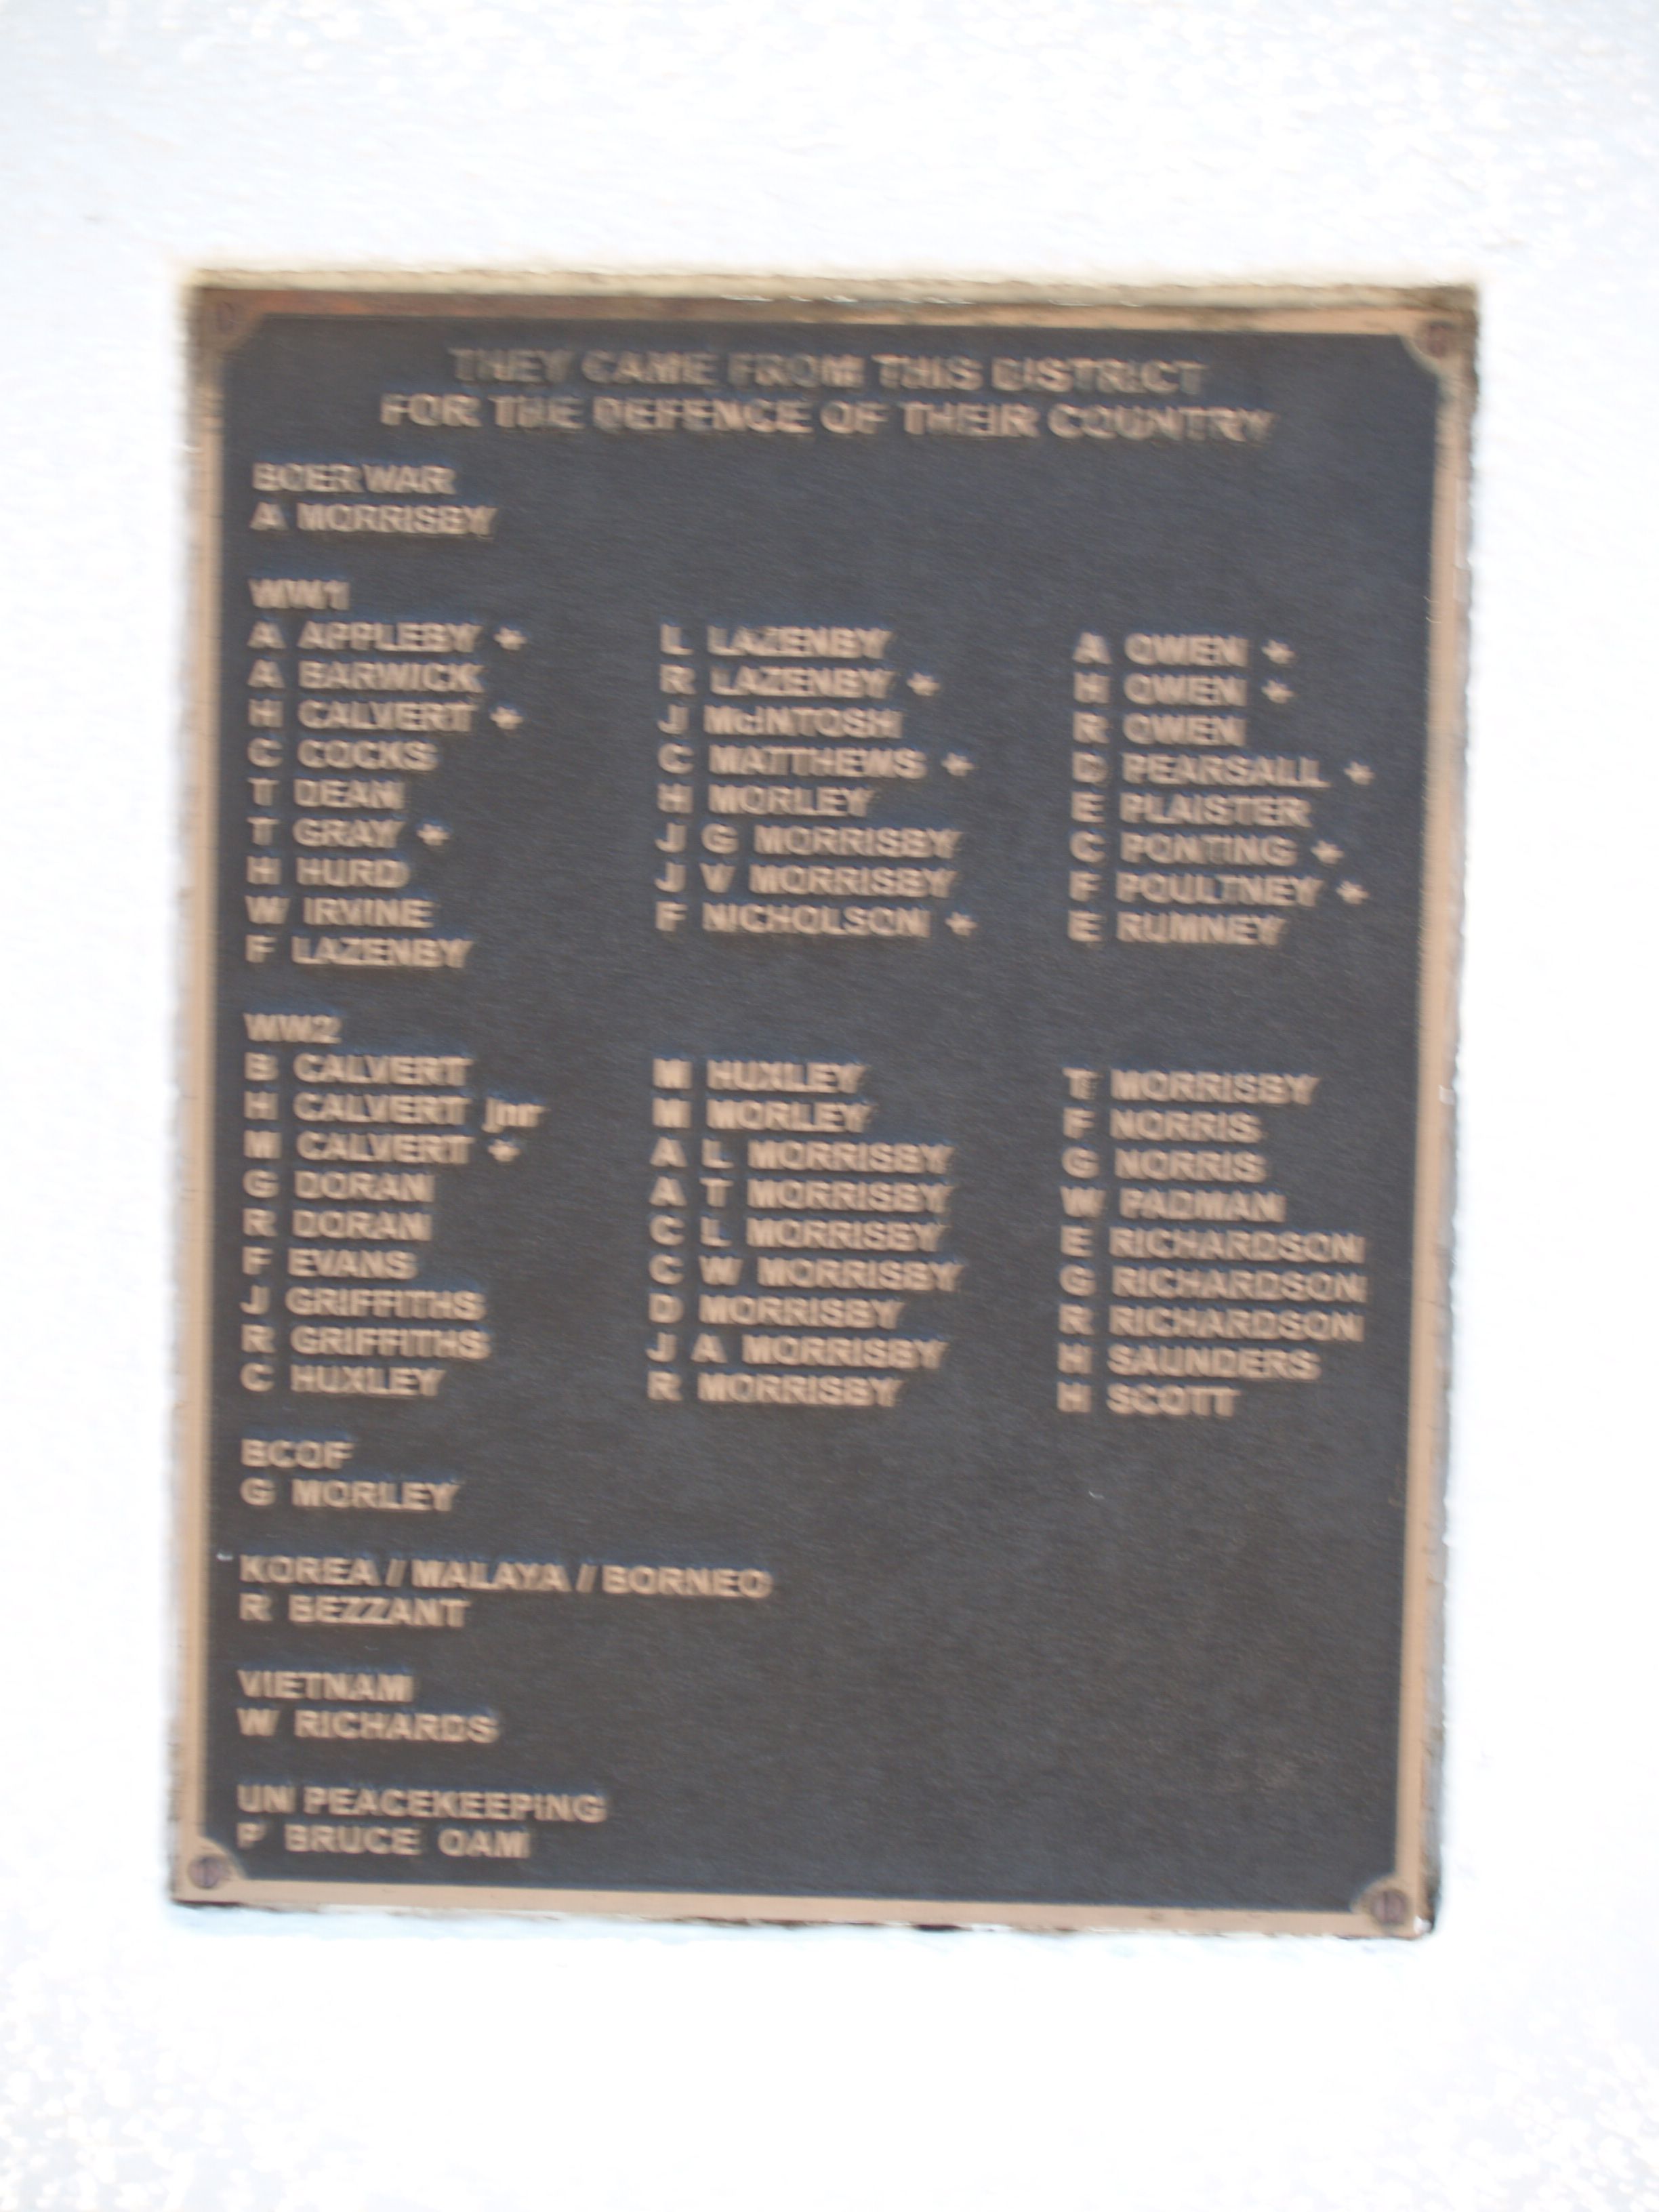 THEY CAME FROM THIS DISTRICT
FOR THE DEFENCE OF THEIR COUNTRY
BOER WAR
A MORRISBY
WW1
A APPLEBY *
A BARWICK
H CALVERT *
C COCKS
T DEAN
T GRAY *
H HURD
W IRVINE
F LAZENBY
L LAZENBY
R LAZENBY *
J McINTOSH
C MATTHEWS *
H MORLEY
J G MORRISBY
J V MORRISBY
F NICHOLSON *
A OWEN *
H OWEN *
R OWEN
D PEARSALL *
E PLAISTER
C PONTING *
F POULTNEY *
E RUMNEY
WW2
B CALVERT
H CALVERT jnr
M CALVERT *
G DORAN
R DORAN
F EVANS
J GRIFFITHS
R GRIFFITHS
C HUXLEY
M HUXLEY
M MORLEY
A L MORRISBY
A T MORRISBY
C L MORRISBY
C W MORRISBY
D MORRISBY
J A MORRISBY
R MORRISBY
T MORRISBY
F NORRIS
G NORRIS
W PADMAN
E RICHARDSON
G RICHARDSON
R RICHARDSON
H SAUNDERS
H SCOTT
BCOF
G MORLEY
KOREA / MALAYA / BORNEO
R BEZZANT
VIETNAM
W RICHARDS
UN PEACEKEEPING
P BRUCE OAM